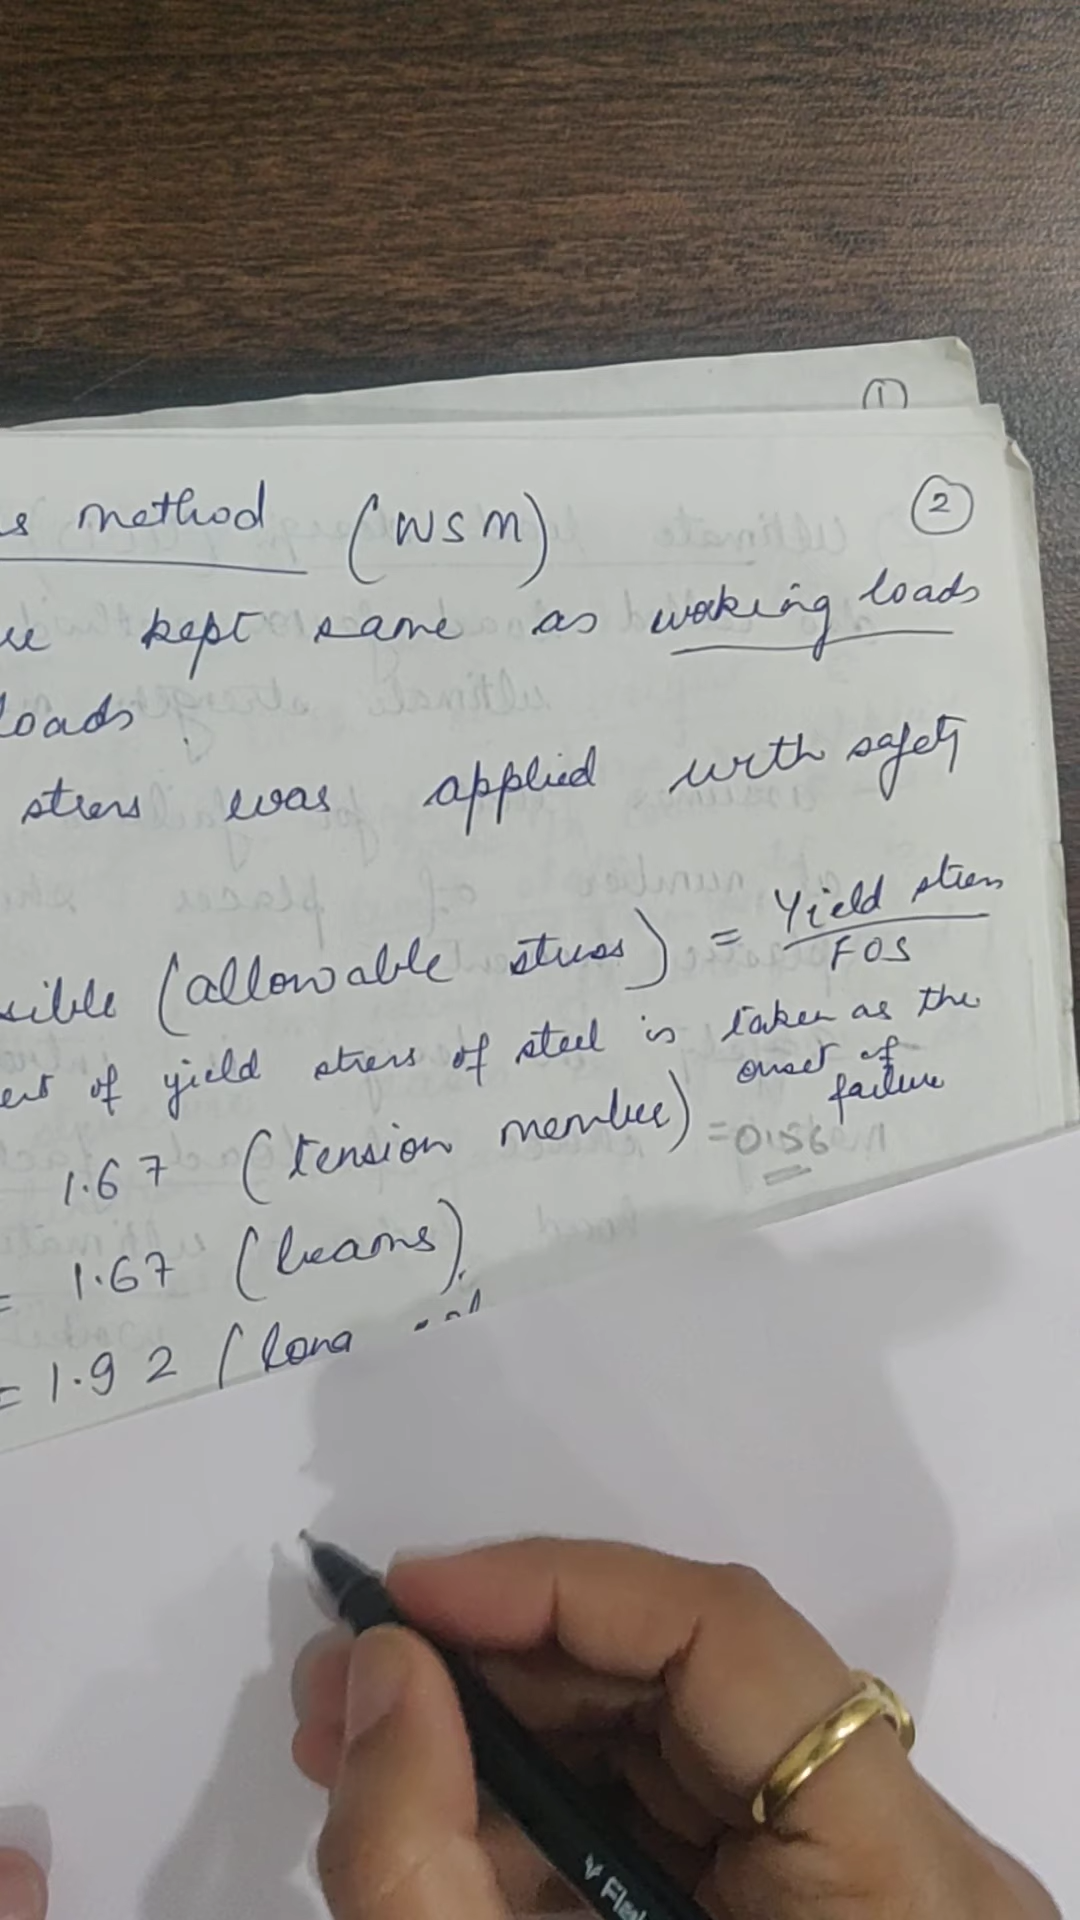 ①
s method (WSM) ②
kept same as working loads
loads
stress was applied with safety
sible (allowable stress) = Yield stress
FOS
of yield stress of steel is taken as the
onset of
failure
1.67 (tension member) =
= 1.67 (beams)
= 1.92 (long